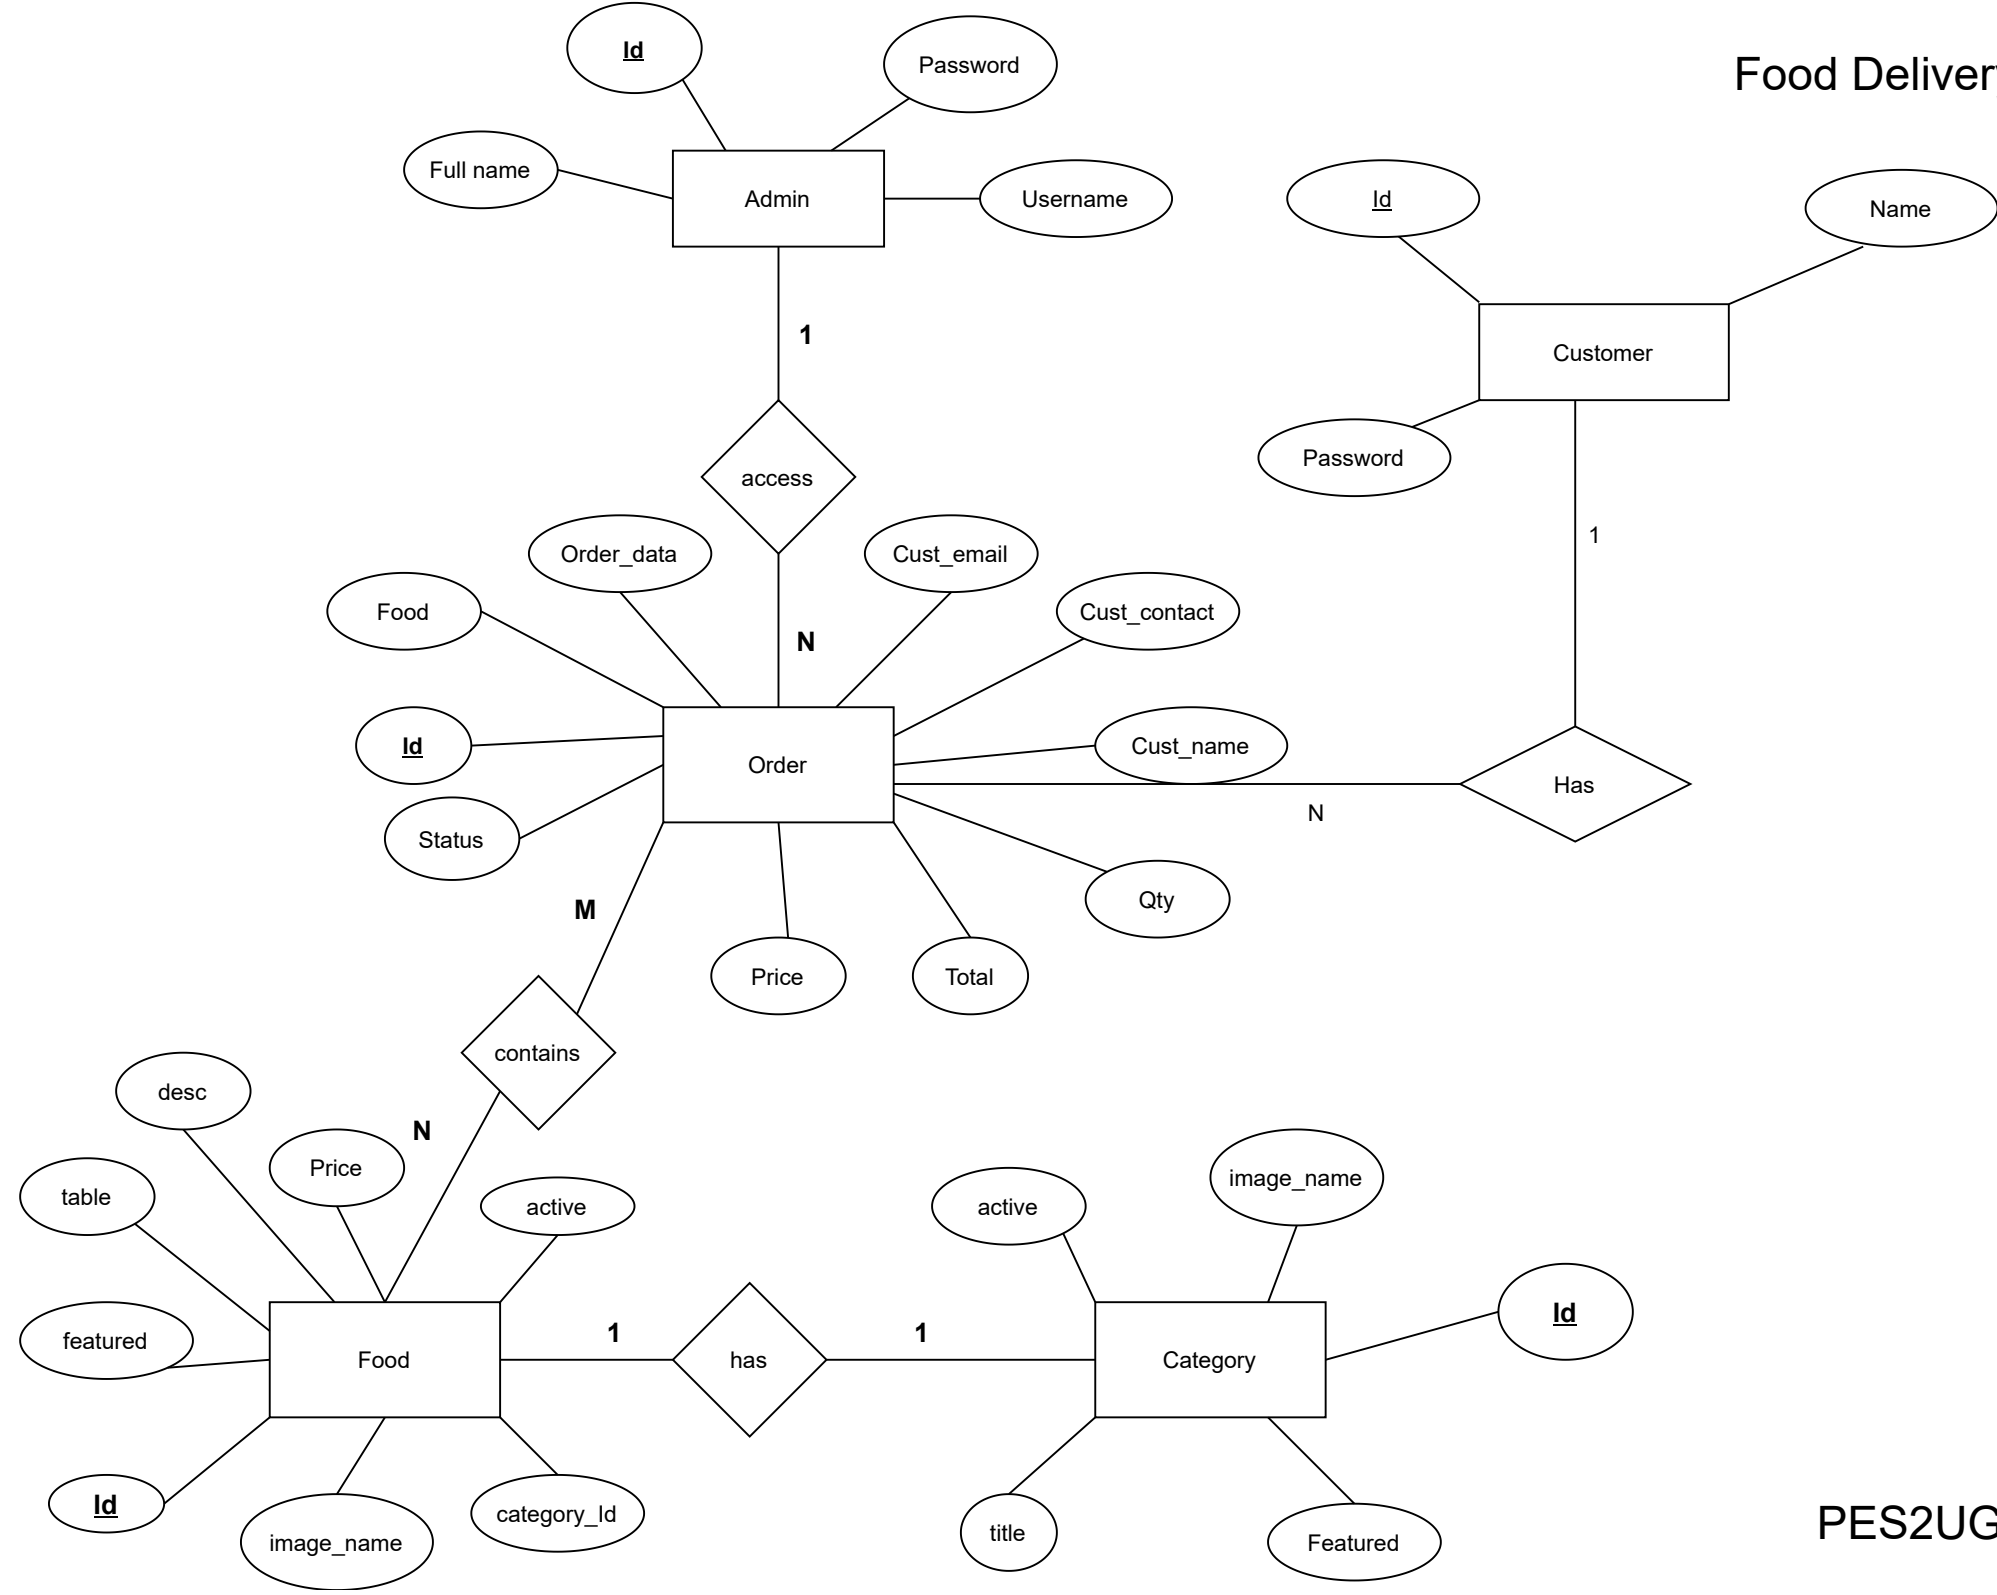 Id
Password
Food Delivery
Full name
Admin
Username
Id
Name
1
Customer
Password
access
1
Order_data
Cust_email
Food
Cust_contact
N
Id
Order
Cust_name
Has
N
Status
Qty
M
Price
Total
contains
desc
N
Price
table
active
active
image_name
featured
1
1
Id
Food
has
Category
Id
image_name
category_Id
title
Featured
PES2UG